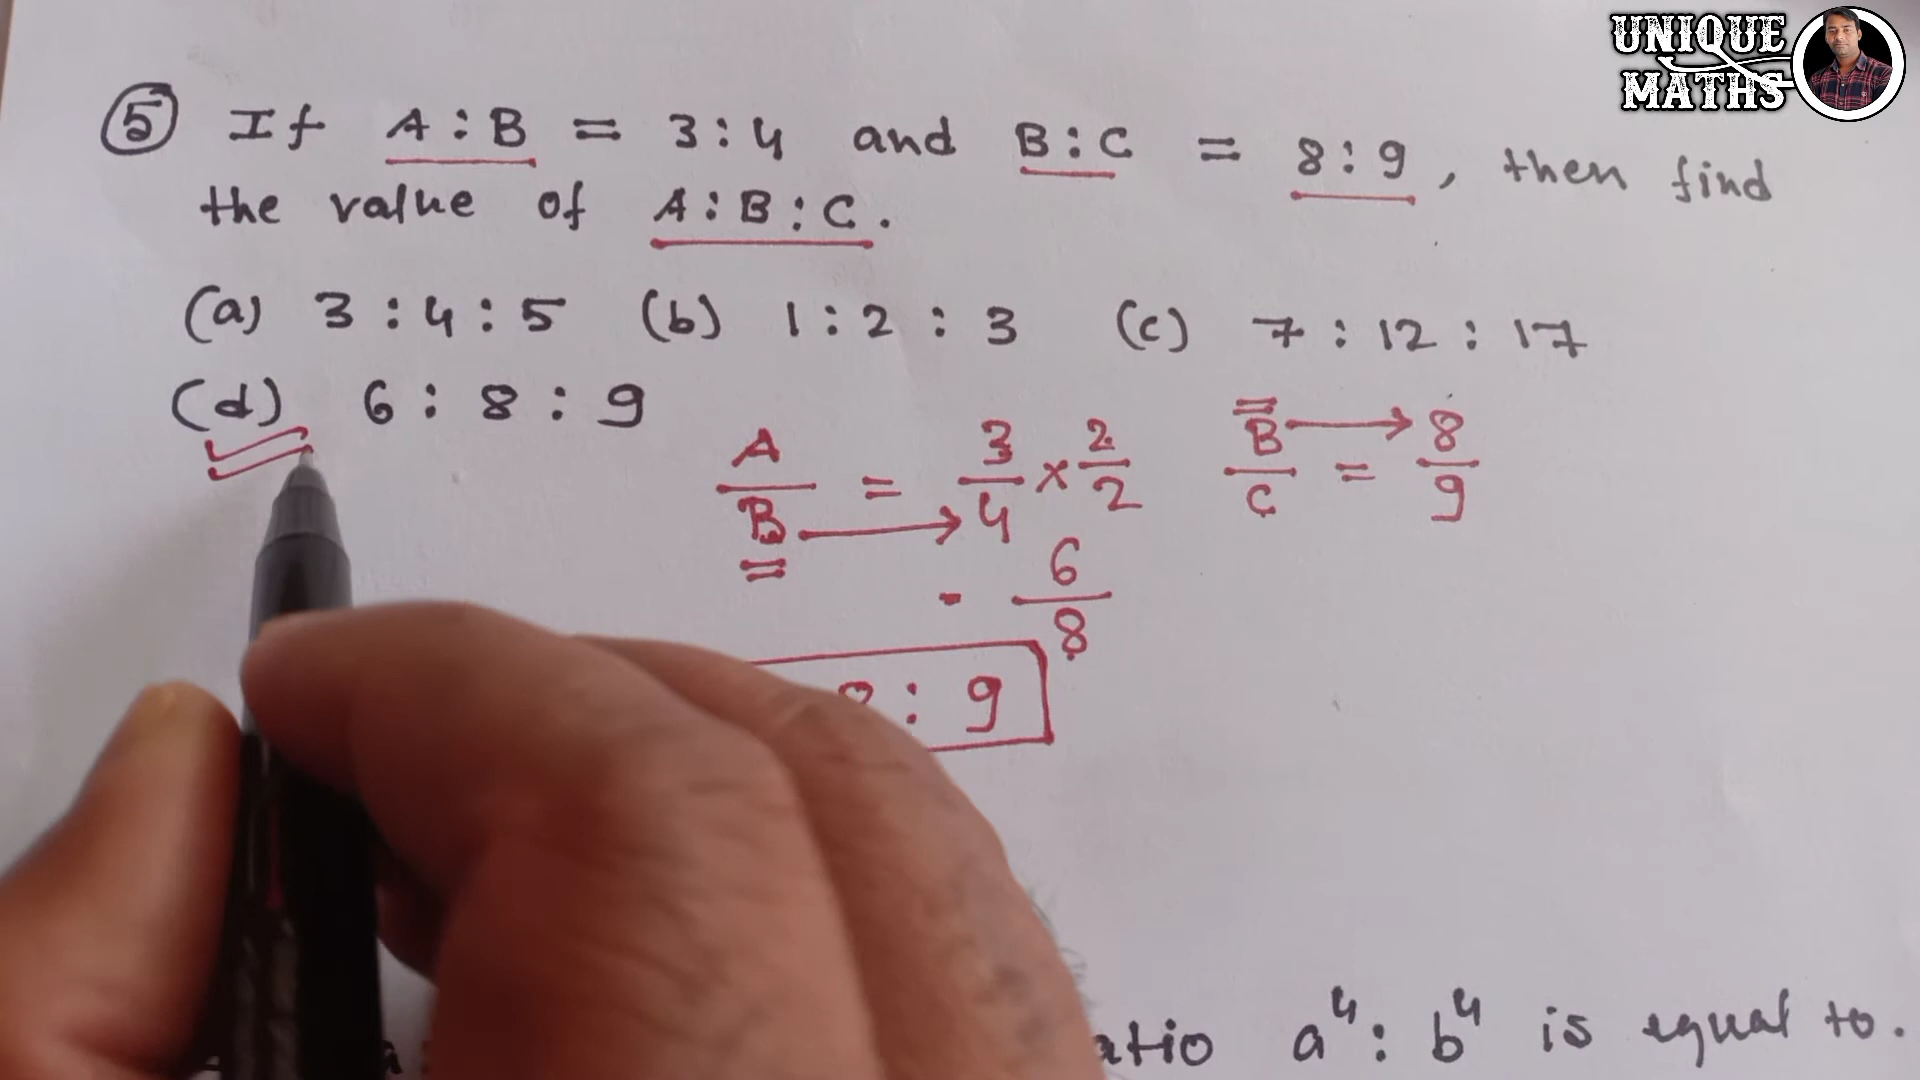 UNIQUE
MATHS
(5) If A : B = 3 : 4 and B : C = 8 : 9, then find
the value of A : B : C.
(a) 3 : 4 : 5 (b) 1 : 2 : 3 (c) 7 : 12 : 17
(d) 6 : 8 : 9
A/B = 3/4 × 2/2
= 6/8
B/C = 8/9
: 9
a⁴ : b⁴ is equal to.